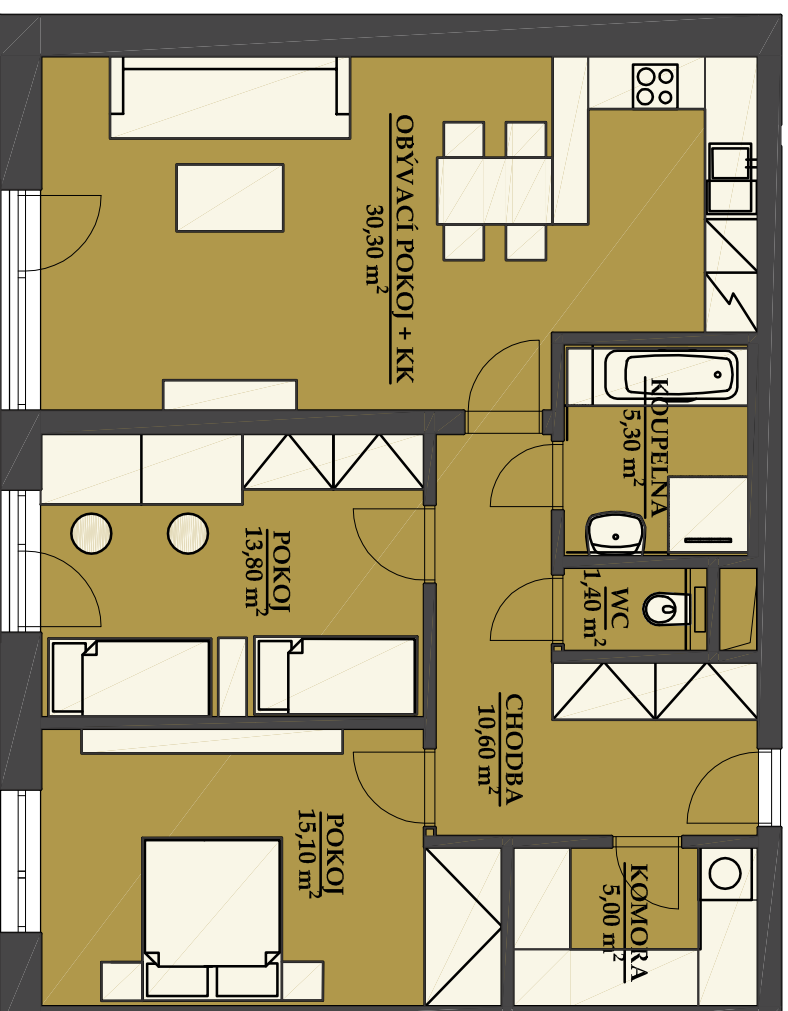 OBÝVACÍ POKOJ + KK
30,30 m²
KOUPELNA
5,30 m²
POKOJ
13,80 m²
WC
1,40 m²
CHODBA
10,60 m²
POKOJ
15,10 m²
KOMORA
5,00 m²